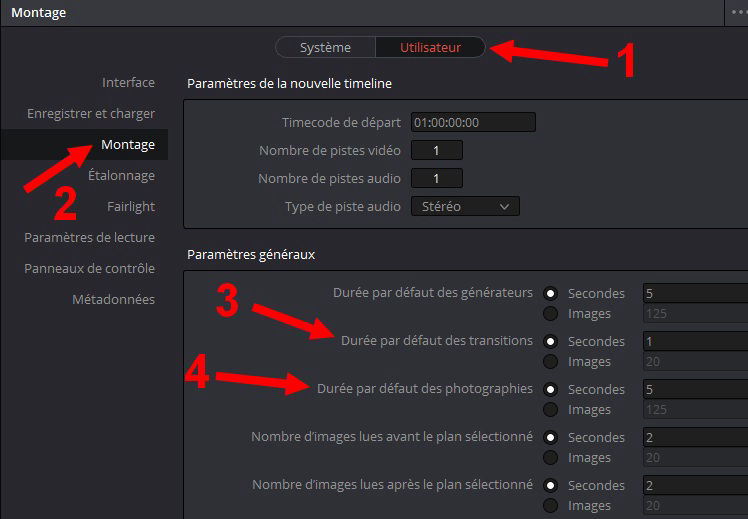 Montage
Système Utilisateur
1
Interface
Paramètres de la nouvelle timeline
Enregistrer et charger
Timecode de départ 01:00:00:00
Montage
Nombre de pistes vidéo 1
Étalonnage
Nombre de pistes audio 1
2
Fairlight
Type de piste audio Stéréo
Paramètres de lecture
Paramètres généraux
Panneaux de contrôle
Métadonnées
3
Durée par défaut des générateurs Secondes 5
Images 125
Durée par défaut des transitions Secondes 1
Images 20
4
Durée par défaut des photographies Secondes 5
Images 125
Nombre d'images lues avant le plan sélectionné Secondes 2
Images 20
Nombre d'images lues après le plan sélectionné Secondes 2
Images 20